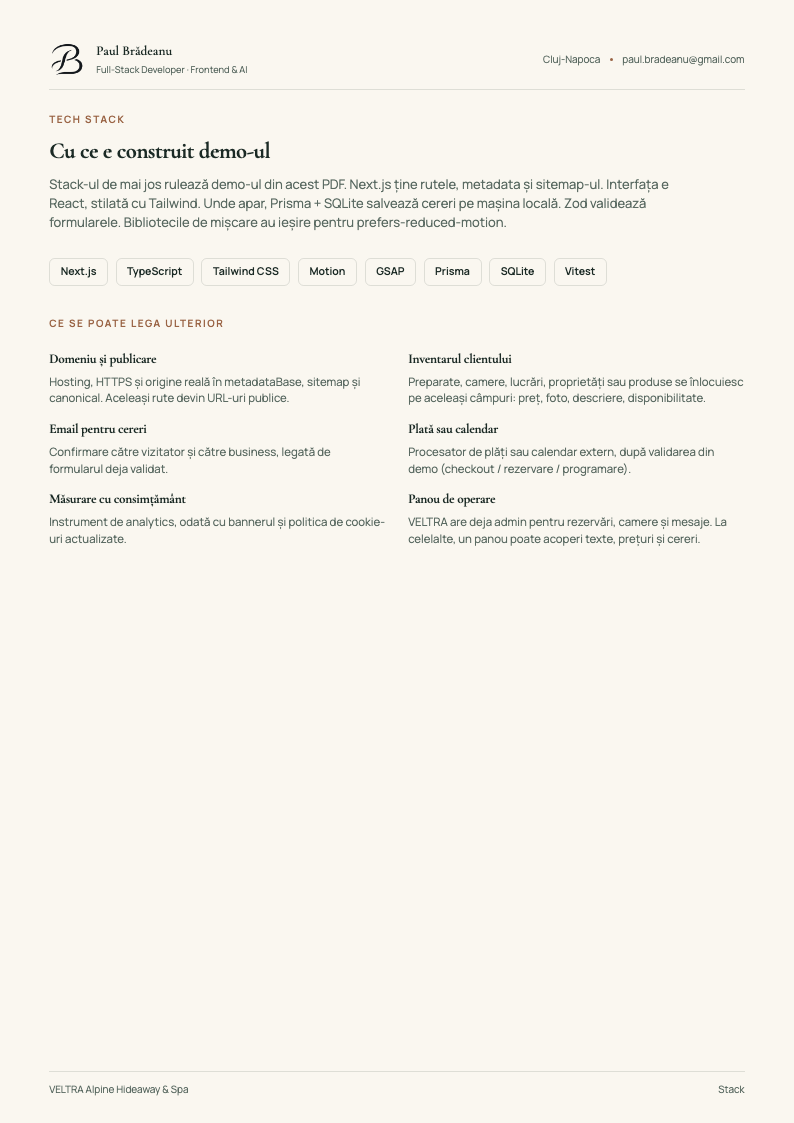 B
Paul Brădeanu
Full-Stack Developer · Frontend & AI
Cluj-Napoca • paul.bradeanu@gmail.com
TECH STACK
Cu ce e construit demo-ul
Stack-ul de mai jos rulează demo-ul din acest PDF. Next.js ține rutele, metadata și sitemap-ul. Interfața e
React, stilată cu Tailwind. Unde apar, Prisma + SQLite salvează cereri pe mașina locală. Zod validează
formularele. Bibliotecile de mișcare au ieșire pentru prefers-reduced-motion.
Next.js TypeScript Tailwind CSS Motion GSAP Prisma SQLite Vitest
CE SE POATE LEGA ULTERIOR
Domeniu și publicare
Hosting, HTTPS și origine reală în metadataBase, sitemap și
canonical. Aceleași rute devin URL-uri publice.
Inventarul clientului
Preparate, camere, lucrări, proprietăți sau produse se înlocuiesc
pe aceleași câmpuri: preț, foto, descriere, disponibilitate.
Email pentru cereri
Confirmare către vizitator și către business, legată de
formularul deja validat.
Plată sau calendar
Procesator de plăți sau calendar extern, după validarea din
demo (checkout / rezervare / programare).
Măsurare cu consimțământ
Instrument de analytics, odată cu bannerul și politica de cookie-
uri actualizate.
Panou de operare
VELTRA are deja admin pentru rezervări, camere și mesaje. La
celelalte, un panou poate acoperi texte, prețuri și cereri.
VELTRA Alpine Hideaway & Spa
Stack